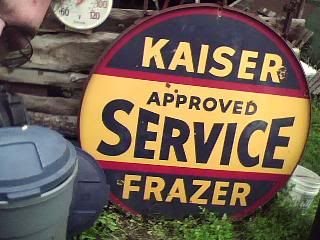 KAISER
APPROVED
SERVICE
FRAZER